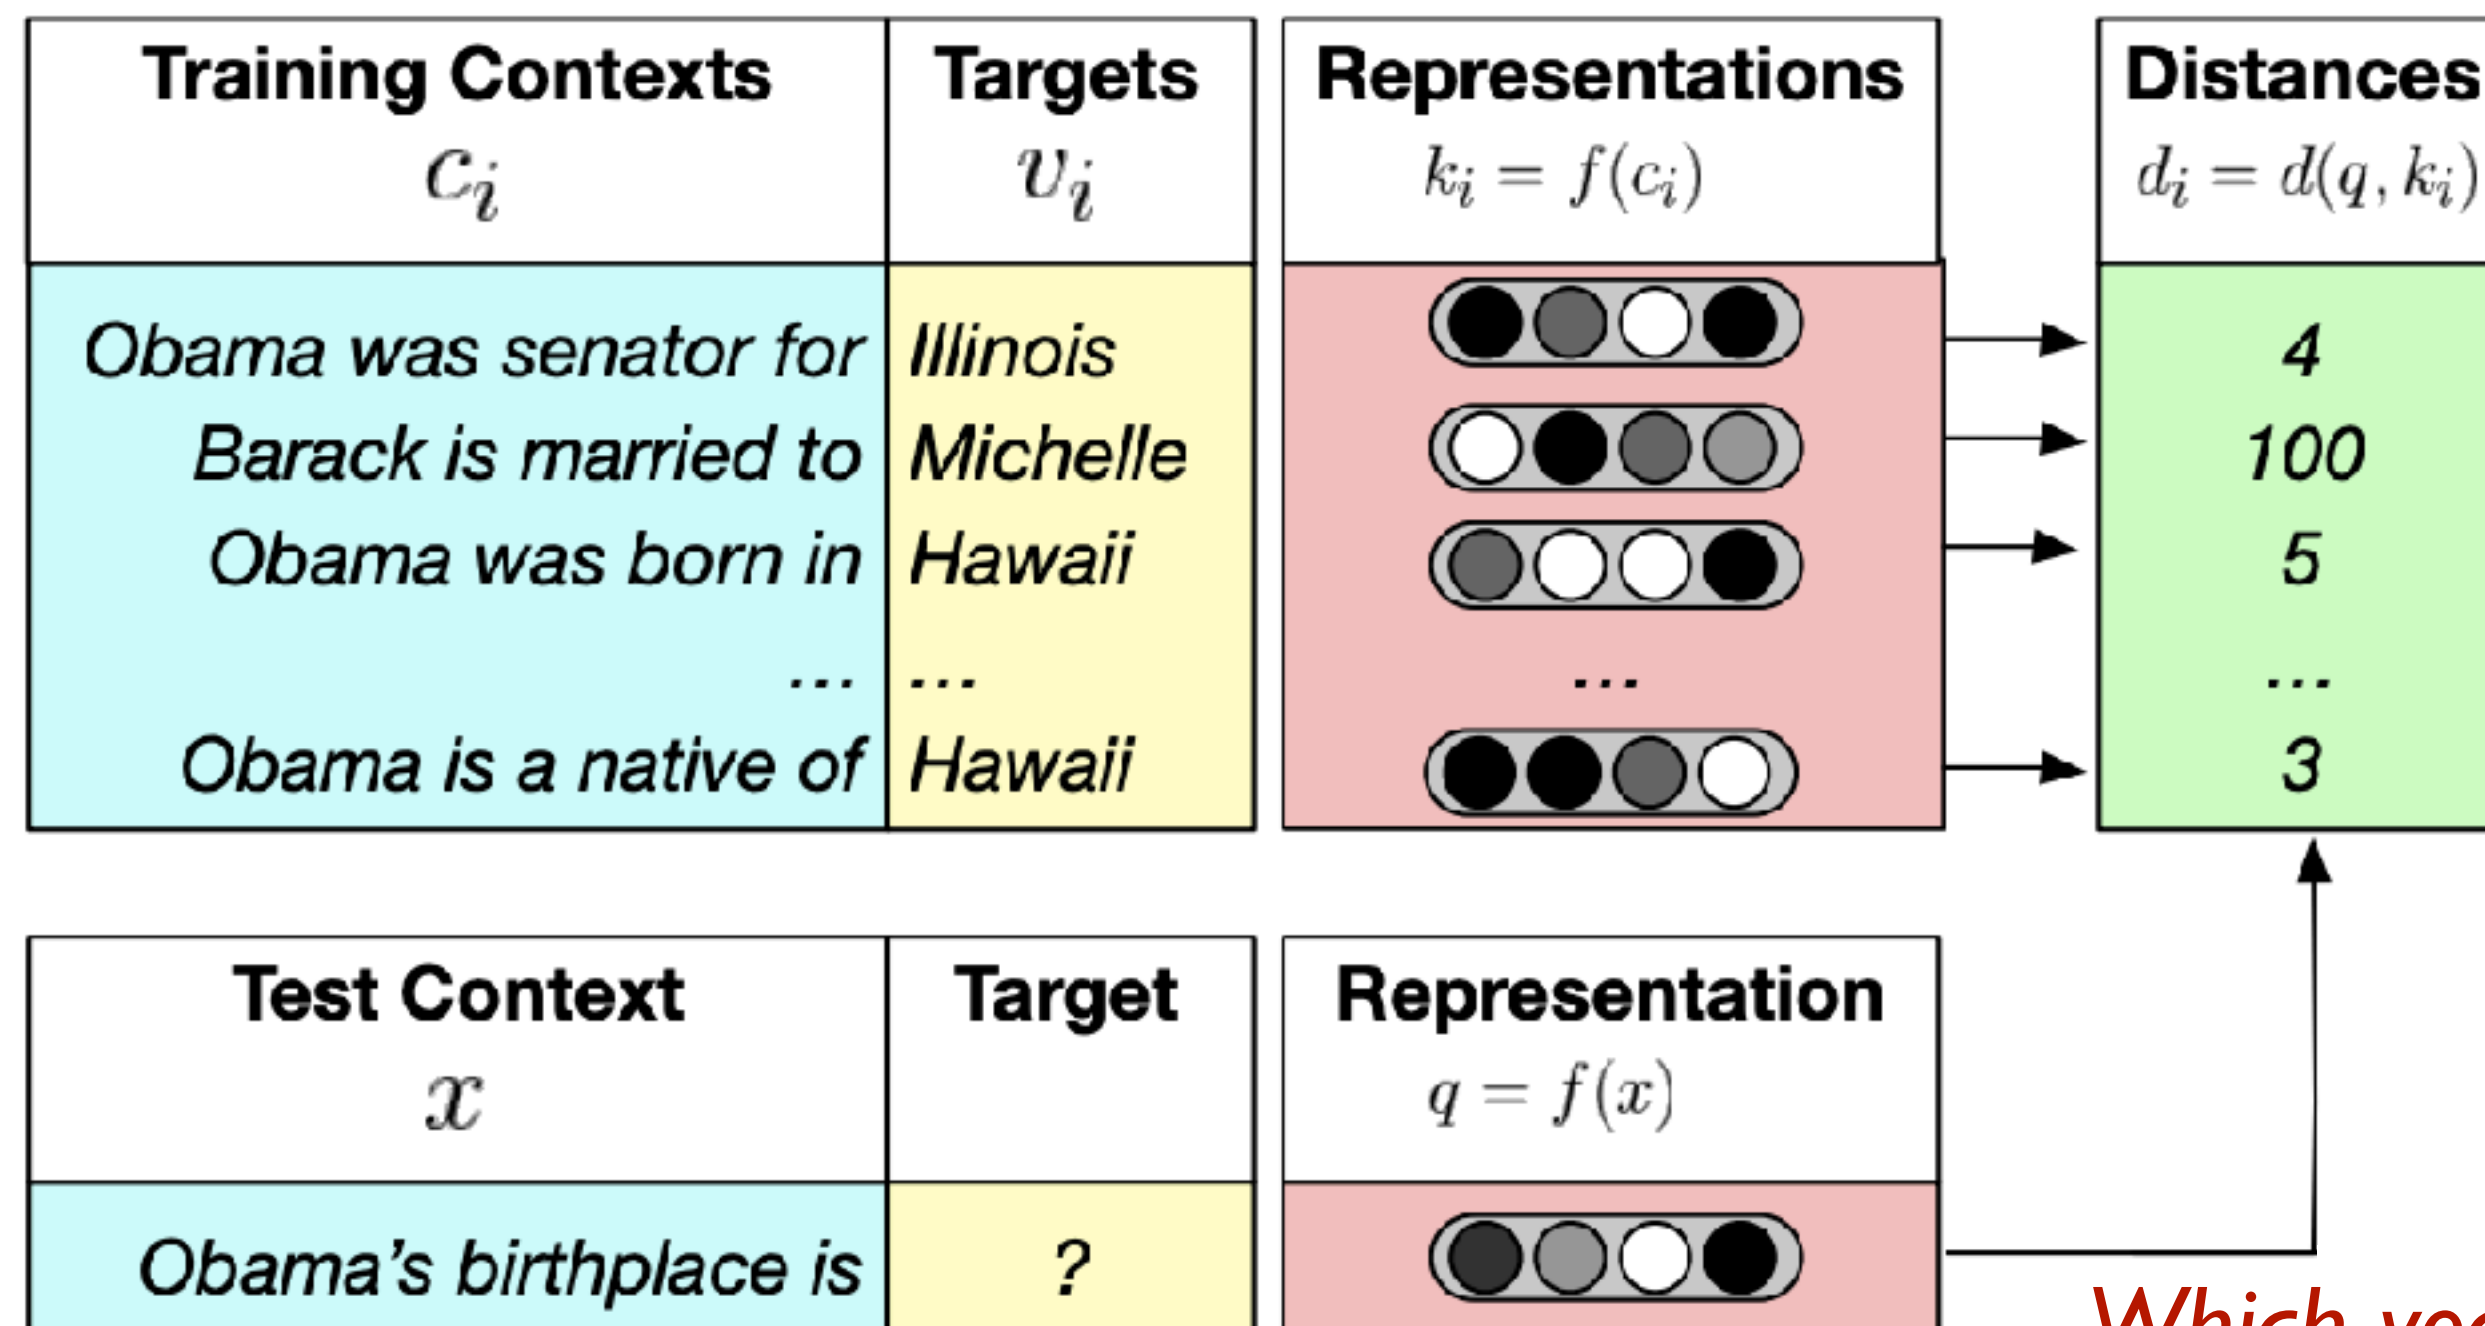 Training Contexts Targets Representations Distances
c_i v_i k_i = f(c_i) d_i = d(q, k_i)
Obama was senator for Illinois 4
Barack is married to Michelle 100
Obama was born in Hawaii 5
... ... ... ...
Obama is a native of Hawaii 3
Test Context Target Representation
x q = f(x)
Obama’s birthplace is ?
Which